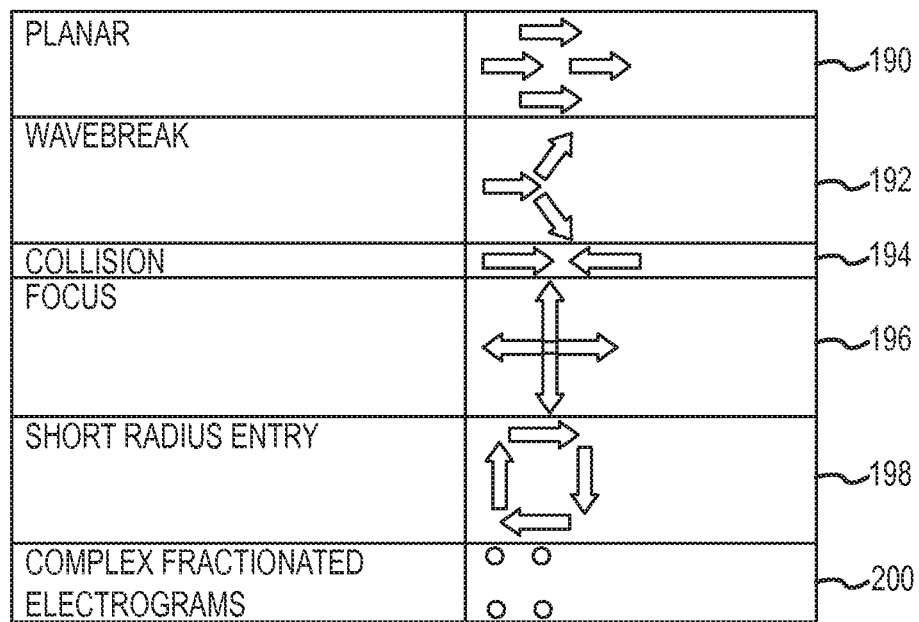 PLANAR
190
WAVEBREAK
192
COLLISION
194
FOCUS
196
SHORT RADIUS ENTRY
198
COMPLEX FRACTIONATED
ELECTROGRAMS
200